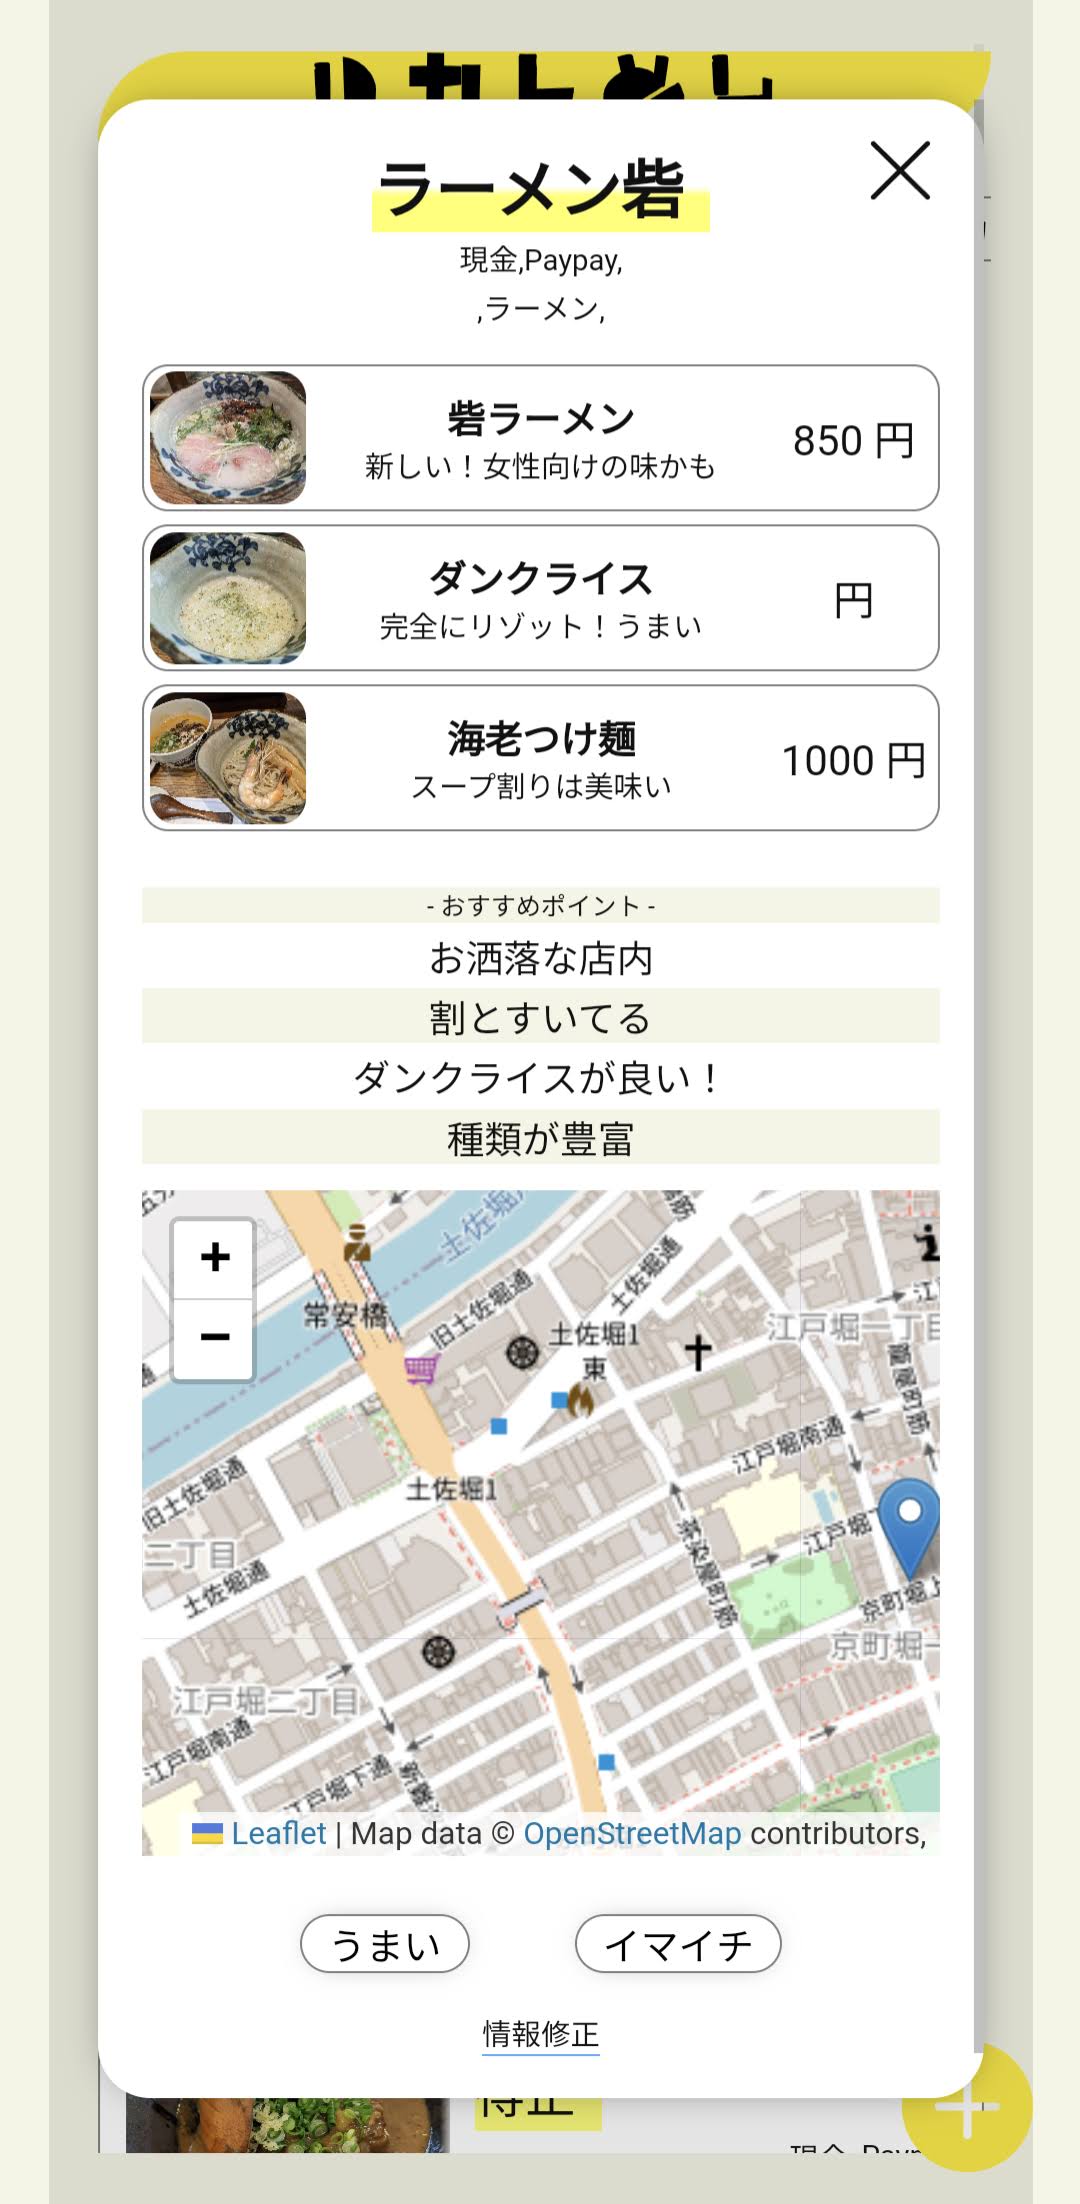 ラーメン砦
現金,Paypay,
,ラーメン,
砦ラーメン
新しい！女性向けの味かも
850 円
ダンクライス
完全にリゾット！うまい
円
海老つけ麺
スープ割りは美味い
1000 円
- おすすめポイント -
お洒落な店内
割とすいてる
ダンクライスが良い！
種類が豊富
+
−
土佐堀
常安橋
旧土佐堀通
土佐堀通
土佐堀1
東
江戸堀一丁目
江戸堀南通
土佐堀1
旧土佐堀通
二丁目
土佐堀通
江戸堀
京町堀上
京町堀一
江戸堀二丁目
江戸堀南通
江戸堀下通
Leaflet | Map data © OpenStreetMap contributors,
うまい
イマイチ
情報修正